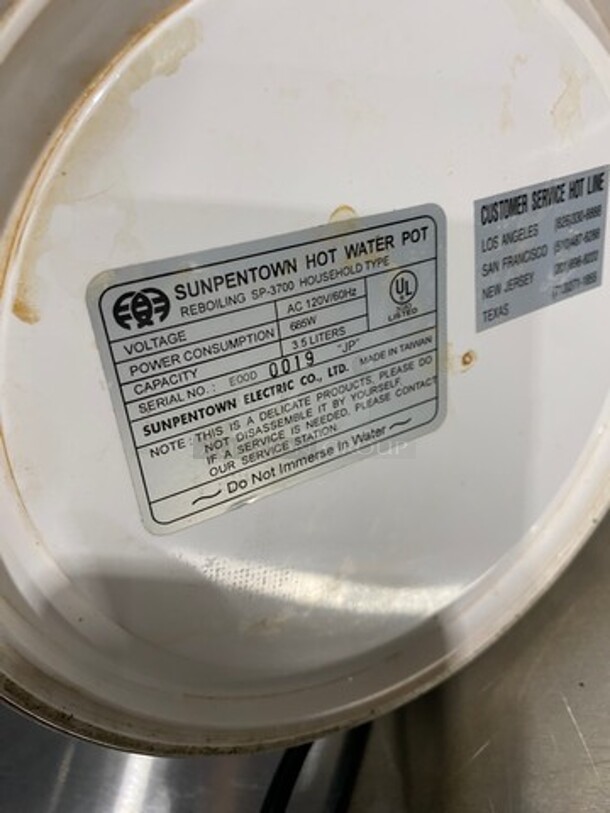 SUNPENTOWN HOT WATER POT
REBOILING SP-3700 HOUSEHOLD TYPE
VOLTAGE AC 120V/60Hz
POWER CONSUMPTION 685W
CAPACITY 3.5 LITERS
UL
LISTED
SERIAL NO.: E00D 0019 "JP"
SUNPENTOWN ELECTRIC CO., LTD. MADE IN TAIWAN
NOTE: THIS IS A DELICATE PRODUCTS, PLEASE DO
NOT DISASSEMBLE IT BY YOURSELF.
IF A SERVICE IS NEEDED, PLEASE CONTACT
OUR SERVICE STATION.
Do Not Immerse In Water
CUSTOMER SERVICE HOT LINE
LOS ANGELES
SAN FRANCISCO
NEW JERSEY
TEXAS
GROUP